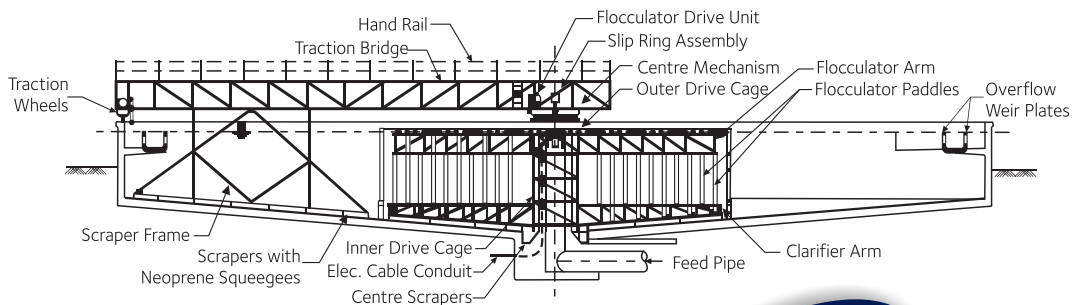 Hand Rail
Traction Bridge
Flocculator Drive Unit
Slip Ring Assembly
Centre Mechanism
Outer Drive Cage
Flocculator Arm
Flocculator Paddles
Traction
Wheels
Overflow
Weir Plates
Scraper Frame
Scrapers with
Neoprene Squeegees
Inner Drive Cage
Elec. Cable Conduit
Centre Scrapers
Feed Pipe
Clarifier Arm